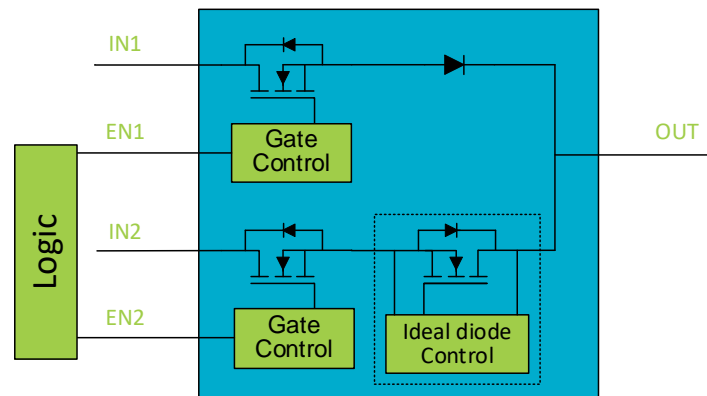 IN1
EN1
Gate
Control
OUT
Logic
IN2
EN2
Gate
Control
Ideal diode
Control